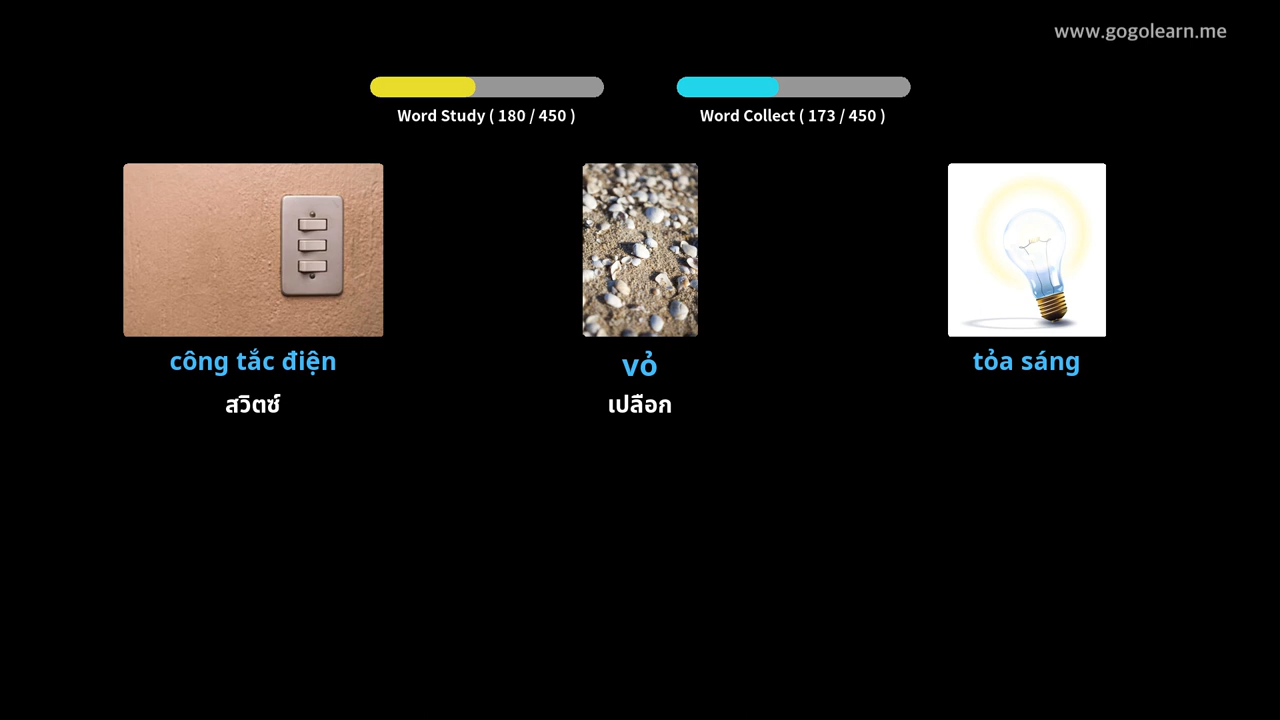 www.gogolearn.me
Word Study ( 180 / 450 )
Word Collect ( 173 / 450 )
công tắc điện
vỏ
tỏa sáng
สวิตซ์
เปลือก